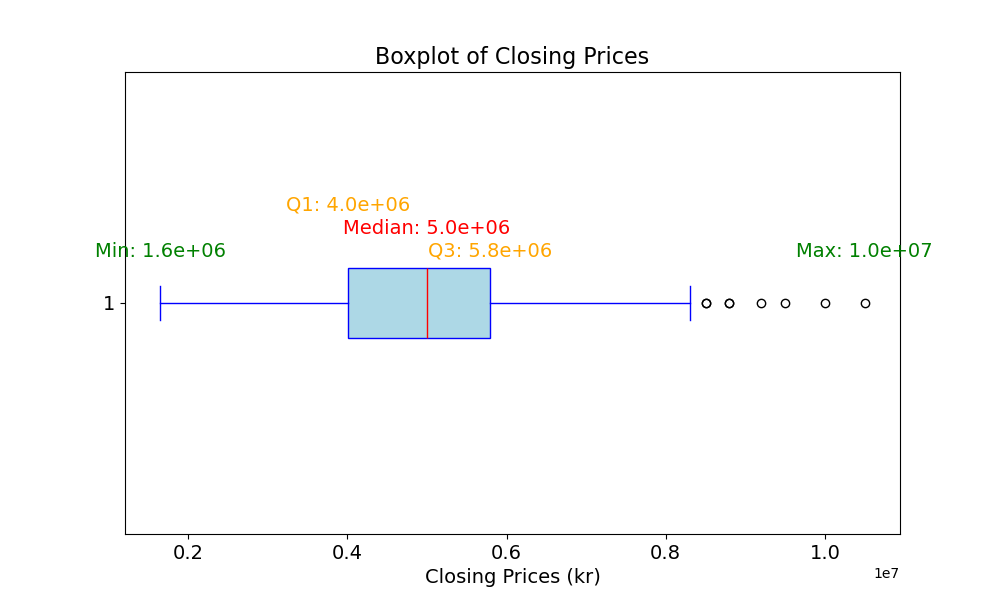 Boxplot of Closing Prices
Q1: 4.0e+06
Median: 5.0e+06
Min: 1.6e+06
Q3: 5.8e+06
Max: 1.0e+07
1
0.2
0.4
0.6
0.8
1.0
Closing Prices (kr)
1e7